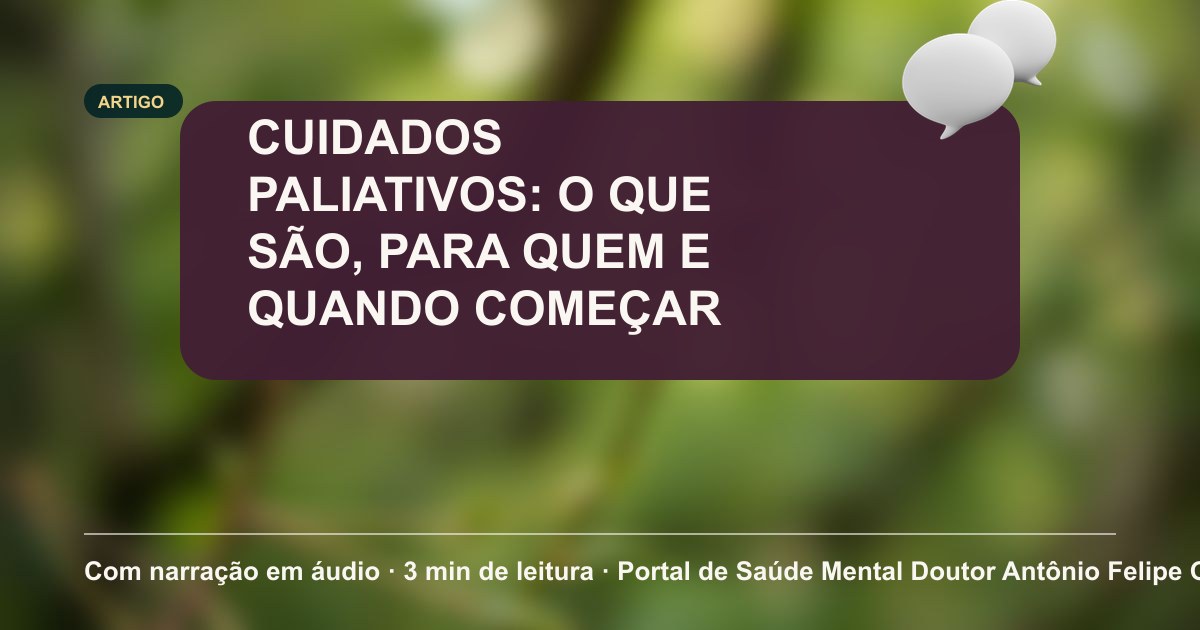 ARTIGO
CUIDADOS
PALIATIVOS: O QUE
SÃO, PARA QUEM E
QUANDO COMEÇAR
Com narração em áudio · 3 min de leitura · Portal de Saúde Mental Doutor Antônio Felipe